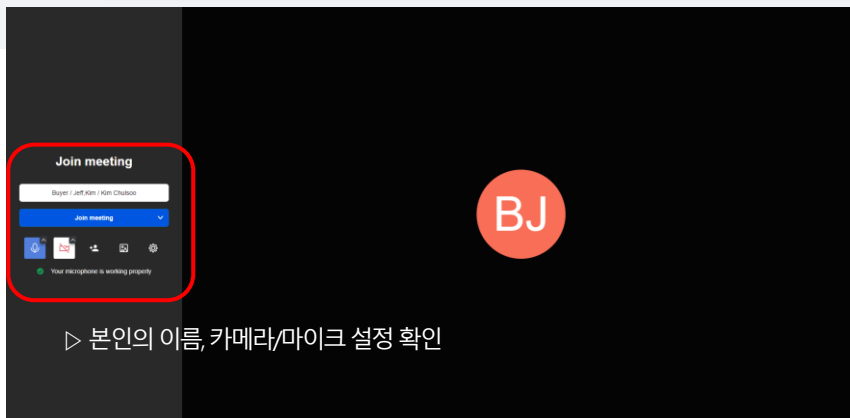 Join meeting
Buyer / Jeff,Kim / Kim Chulsoo
Join meeting
Your microphone is working properly
BJ
▷ 본인의 이름, 카메라/마이크 설정 확인